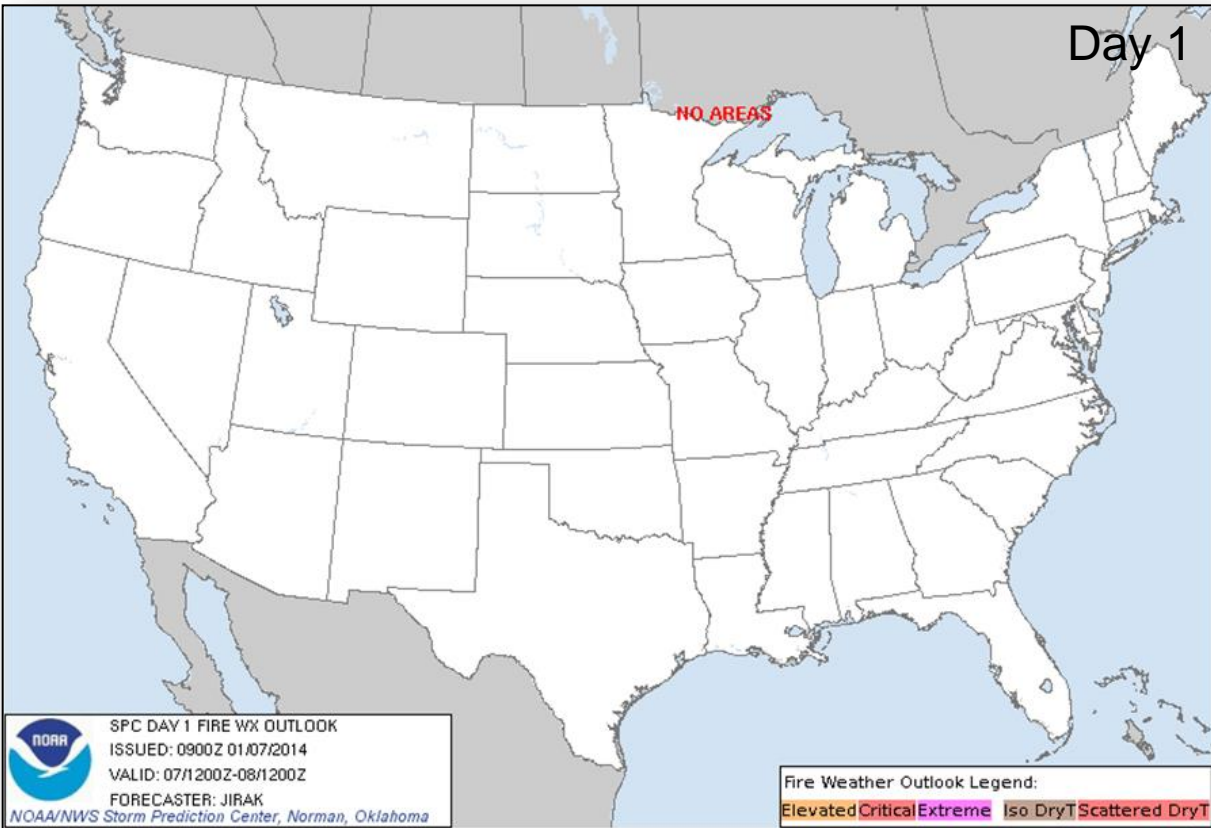 Day 1
NO AREAS
NOAA
SPC DAY 1 FIRE WX OUTLOOK
ISSUED: 0900Z 01/07/2014
VALID: 07/1200Z-08/1200Z
FORECASTER: JIRAK
NOAA/NWS Storm Prediction Center, Norman, Oklahoma
Fire Weather Outlook Legend:
Elevated Critical Extreme Iso DryT Scattered DryT